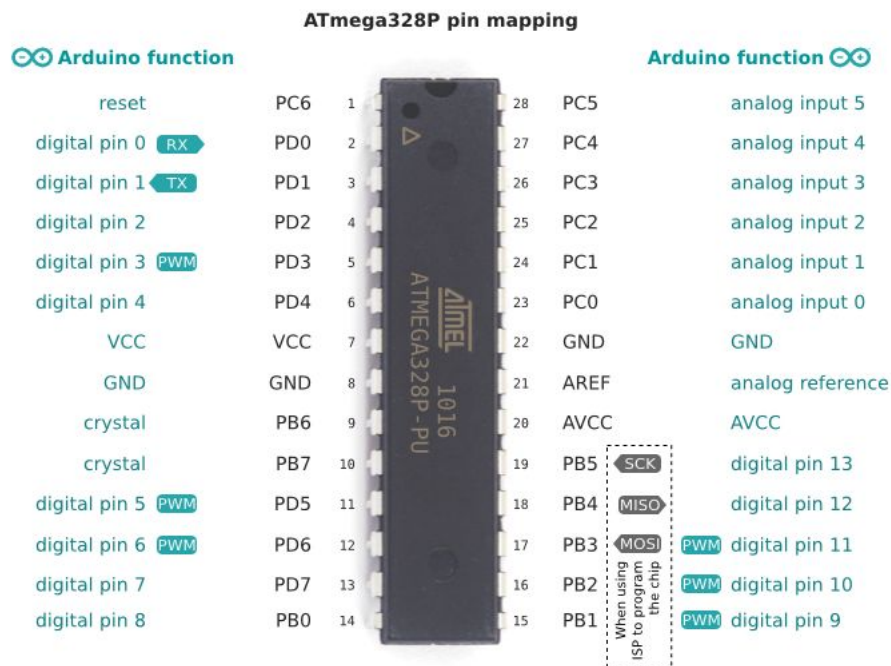 ATmega328P pin mapping
Arduino function
Arduino function
reset PC6 1 28 PC5 analog input 5
digital pin 0 RX PD0 2 27 PC4 analog input 4
digital pin 1 TX PD1 3 26 PC3 analog input 3
digital pin 2 PD2 4 25 PC2 analog input 2
digital pin 3 PWM PD3 5 24 PC1 analog input 1
digital pin 4 PD4 6 23 PC0 analog input 0
VCC VCC 7 22 GND GND
GND GND 8 21 AREF analog reference
crystal PB6 9 20 AVCC AVCC
crystal PB7 10 19 PB5 SCK digital pin 13
digital pin 5 PWM PD5 11 18 PB4 MISO digital pin 12
digital pin 6 PWM PD6 12 17 PB3 MOSI PWM digital pin 11
digital pin 7 PD7 13 16 PB2 PWM digital pin 10
digital pin 8 PB0 14 15 PB1 PWM digital pin 9
When using
ISP to program
the chip
ATMEL 1016
ATMEGA328P-PU